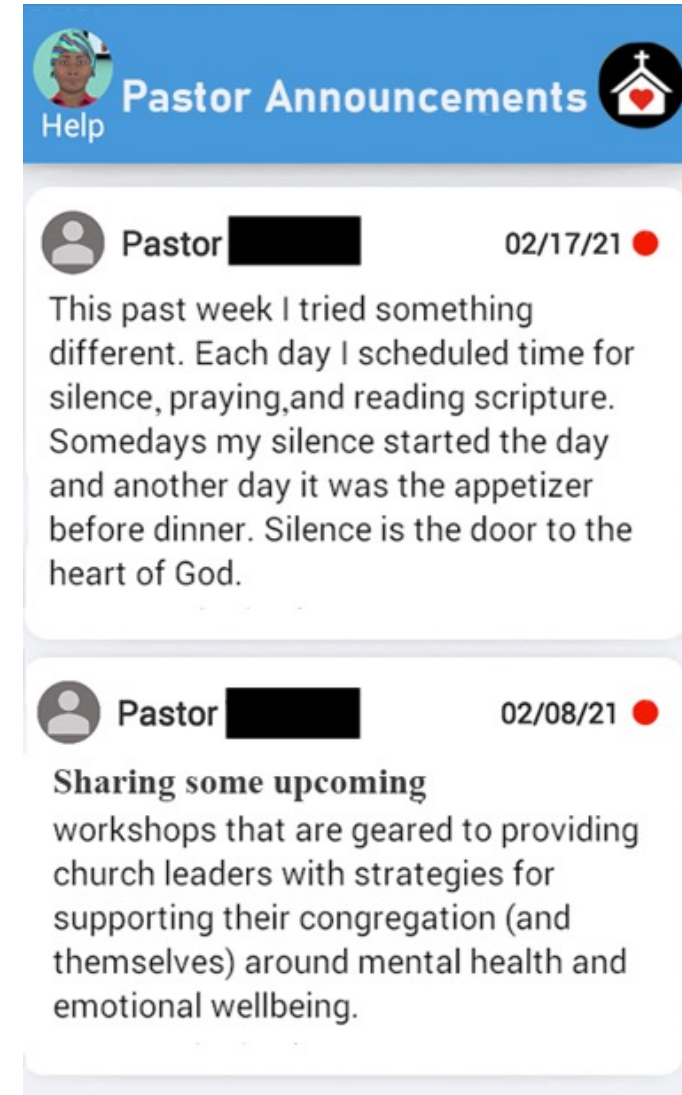 Pastor Announcements
Help
Pastor
02/17/21
This past week I tried something
different. Each day I scheduled time for
silence, praying,and reading scripture.
Somedays my silence started the day
and another day it was the appetizer
before dinner. Silence is the door to the
heart of God.
Pastor
02/08/21
Sharing some upcoming
workshops that are geared to providing
church leaders with strategies for
supporting their congregation (and
themselves) around mental health and
emotional wellbeing.